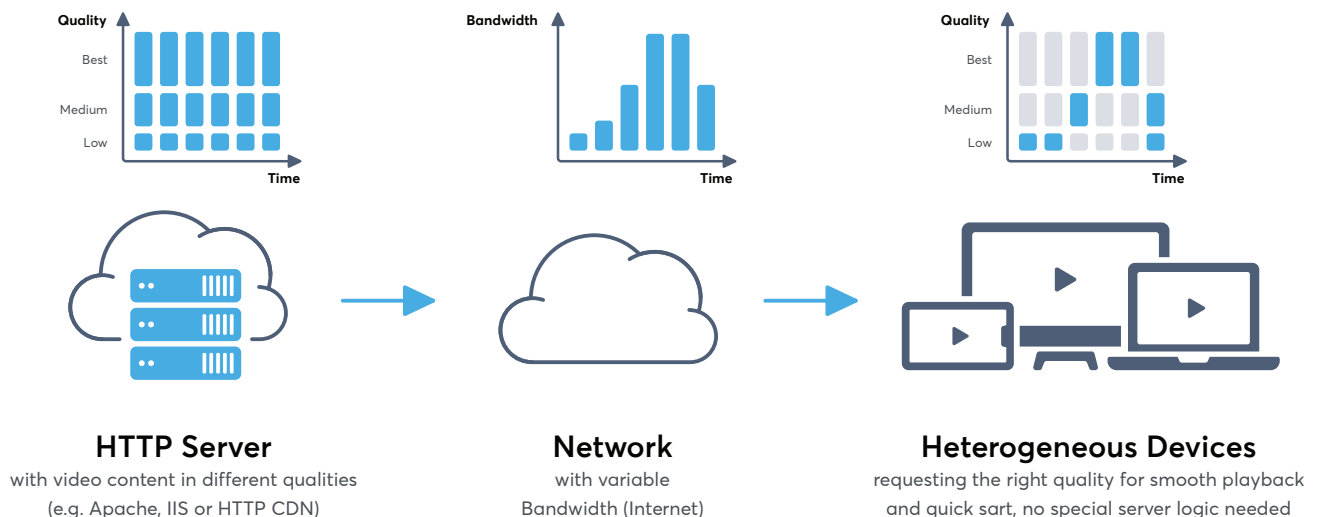 Quality
Best
Medium
Low
Time
Bandwidth
Time
Quality
Best
Medium
Low
Time
HTTP Server
with video content in different qualities
(e.g. Apache, IIS or HTTP CDN)
Network
with variable
Bandwidth (Internet)
Heterogeneous Devices
requesting the right quality for smooth playback
and quick sart, no special server logic needed